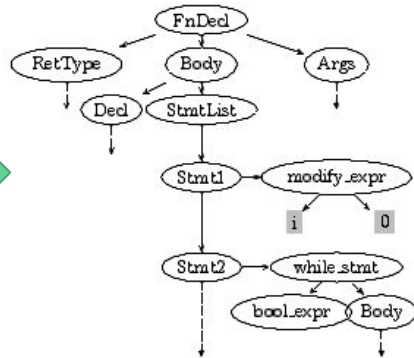 FnDecl
RetType Body Args
Decl StmtList
Stmt1 modify_expr
i 0
Stmt2 while_stmt
bool_expr Body